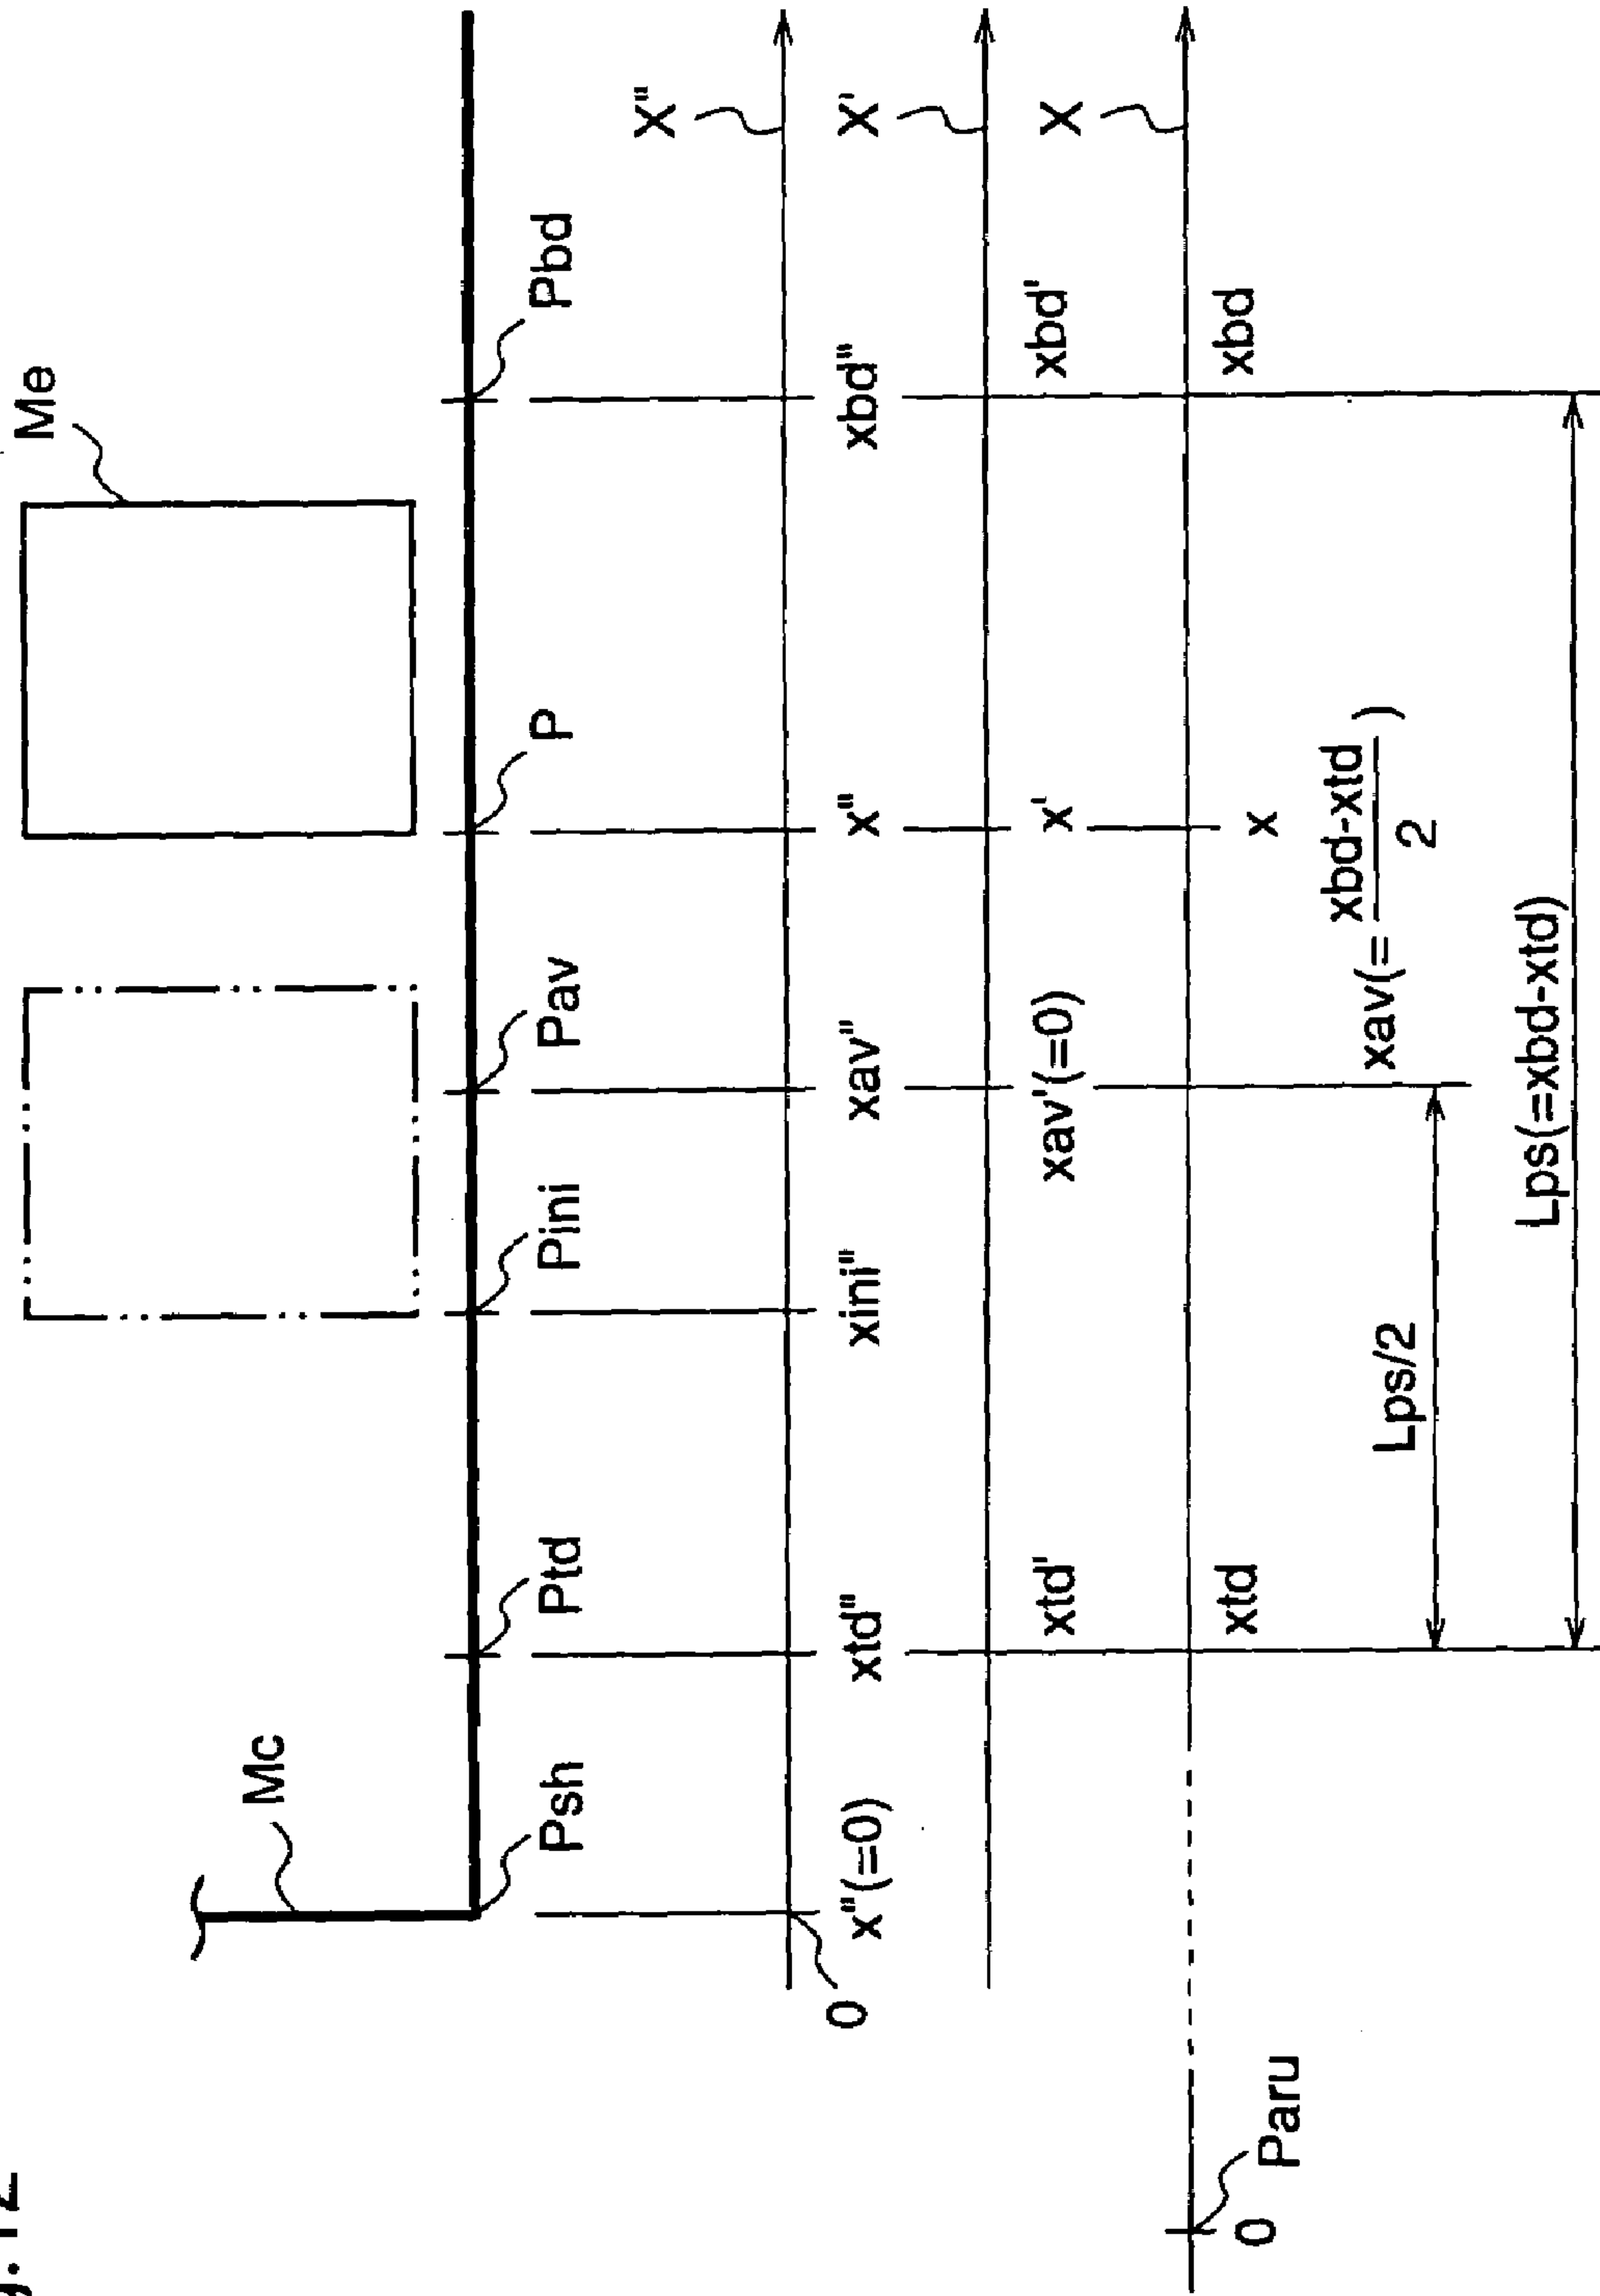 Me
Mc
Psh
Ptd
Pini
Pav
P
Pbd
X"
0
x"(=0)
xtd"
xini"
xav"
x"
xbd"
X'
xtd'
xav'(=0)
x'
xbd'
X
0
Paru
xtd
x
xbd
xav(= xbd-xtd / 2 )
Lps/2
Lps(=xbd-xtd)